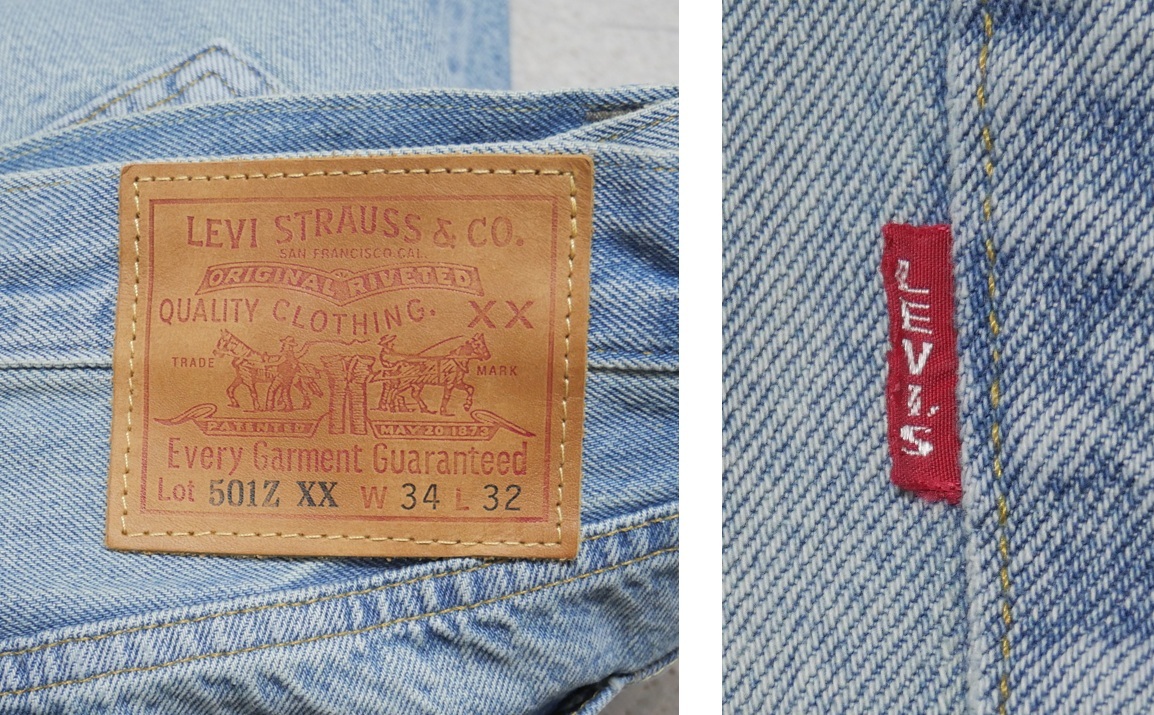 LEVI STRAUSS & CO.
SAN FRANCISCO.CAL.
ORIGINAL RIVETED
QUALITY CLOTHING. XX
TRADE MARK
PATENTED MAY 20 1873
Every Garment Guaranteed
Lot 501Z XX W 34 L 32
LEVI'S